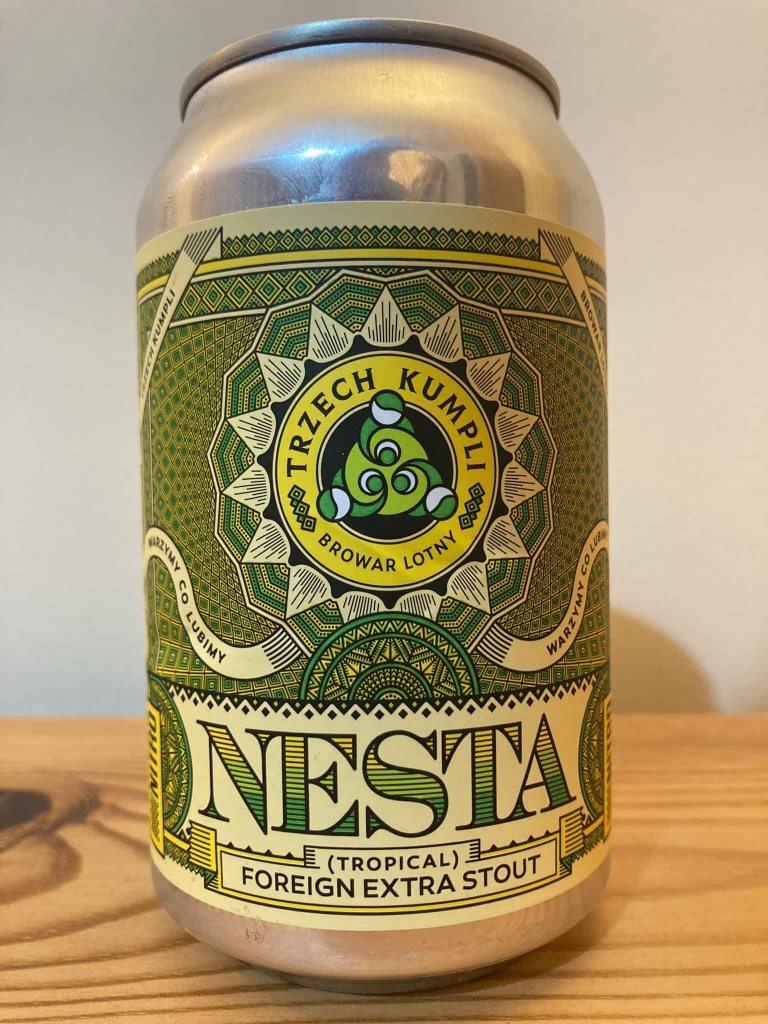 TRZECH KUMPLI
BROWAR LOTNY
WARZYMY CO LUBIMY
WARZYMY CO LUBIMY
NESTA
(TROPICAL)
FOREIGN EXTRA STOUT